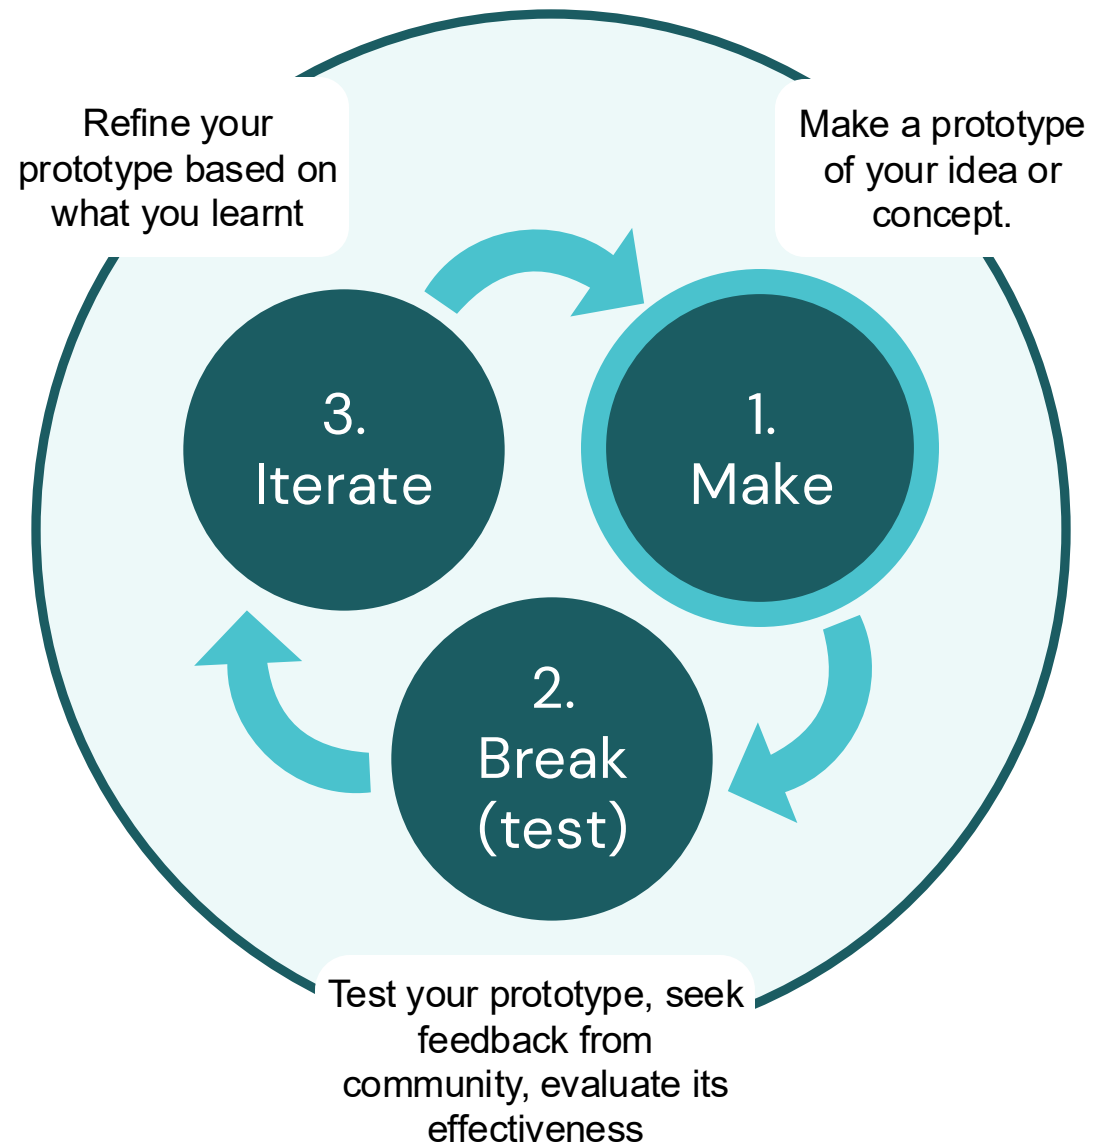 Refine your
prototype based on
what you learnt
Make a prototype
of your idea or
concept.
3.
Iterate
1.
Make
2.
Break
(test)
Test your prototype, seek
feedback from
community, evaluate its
effectiveness